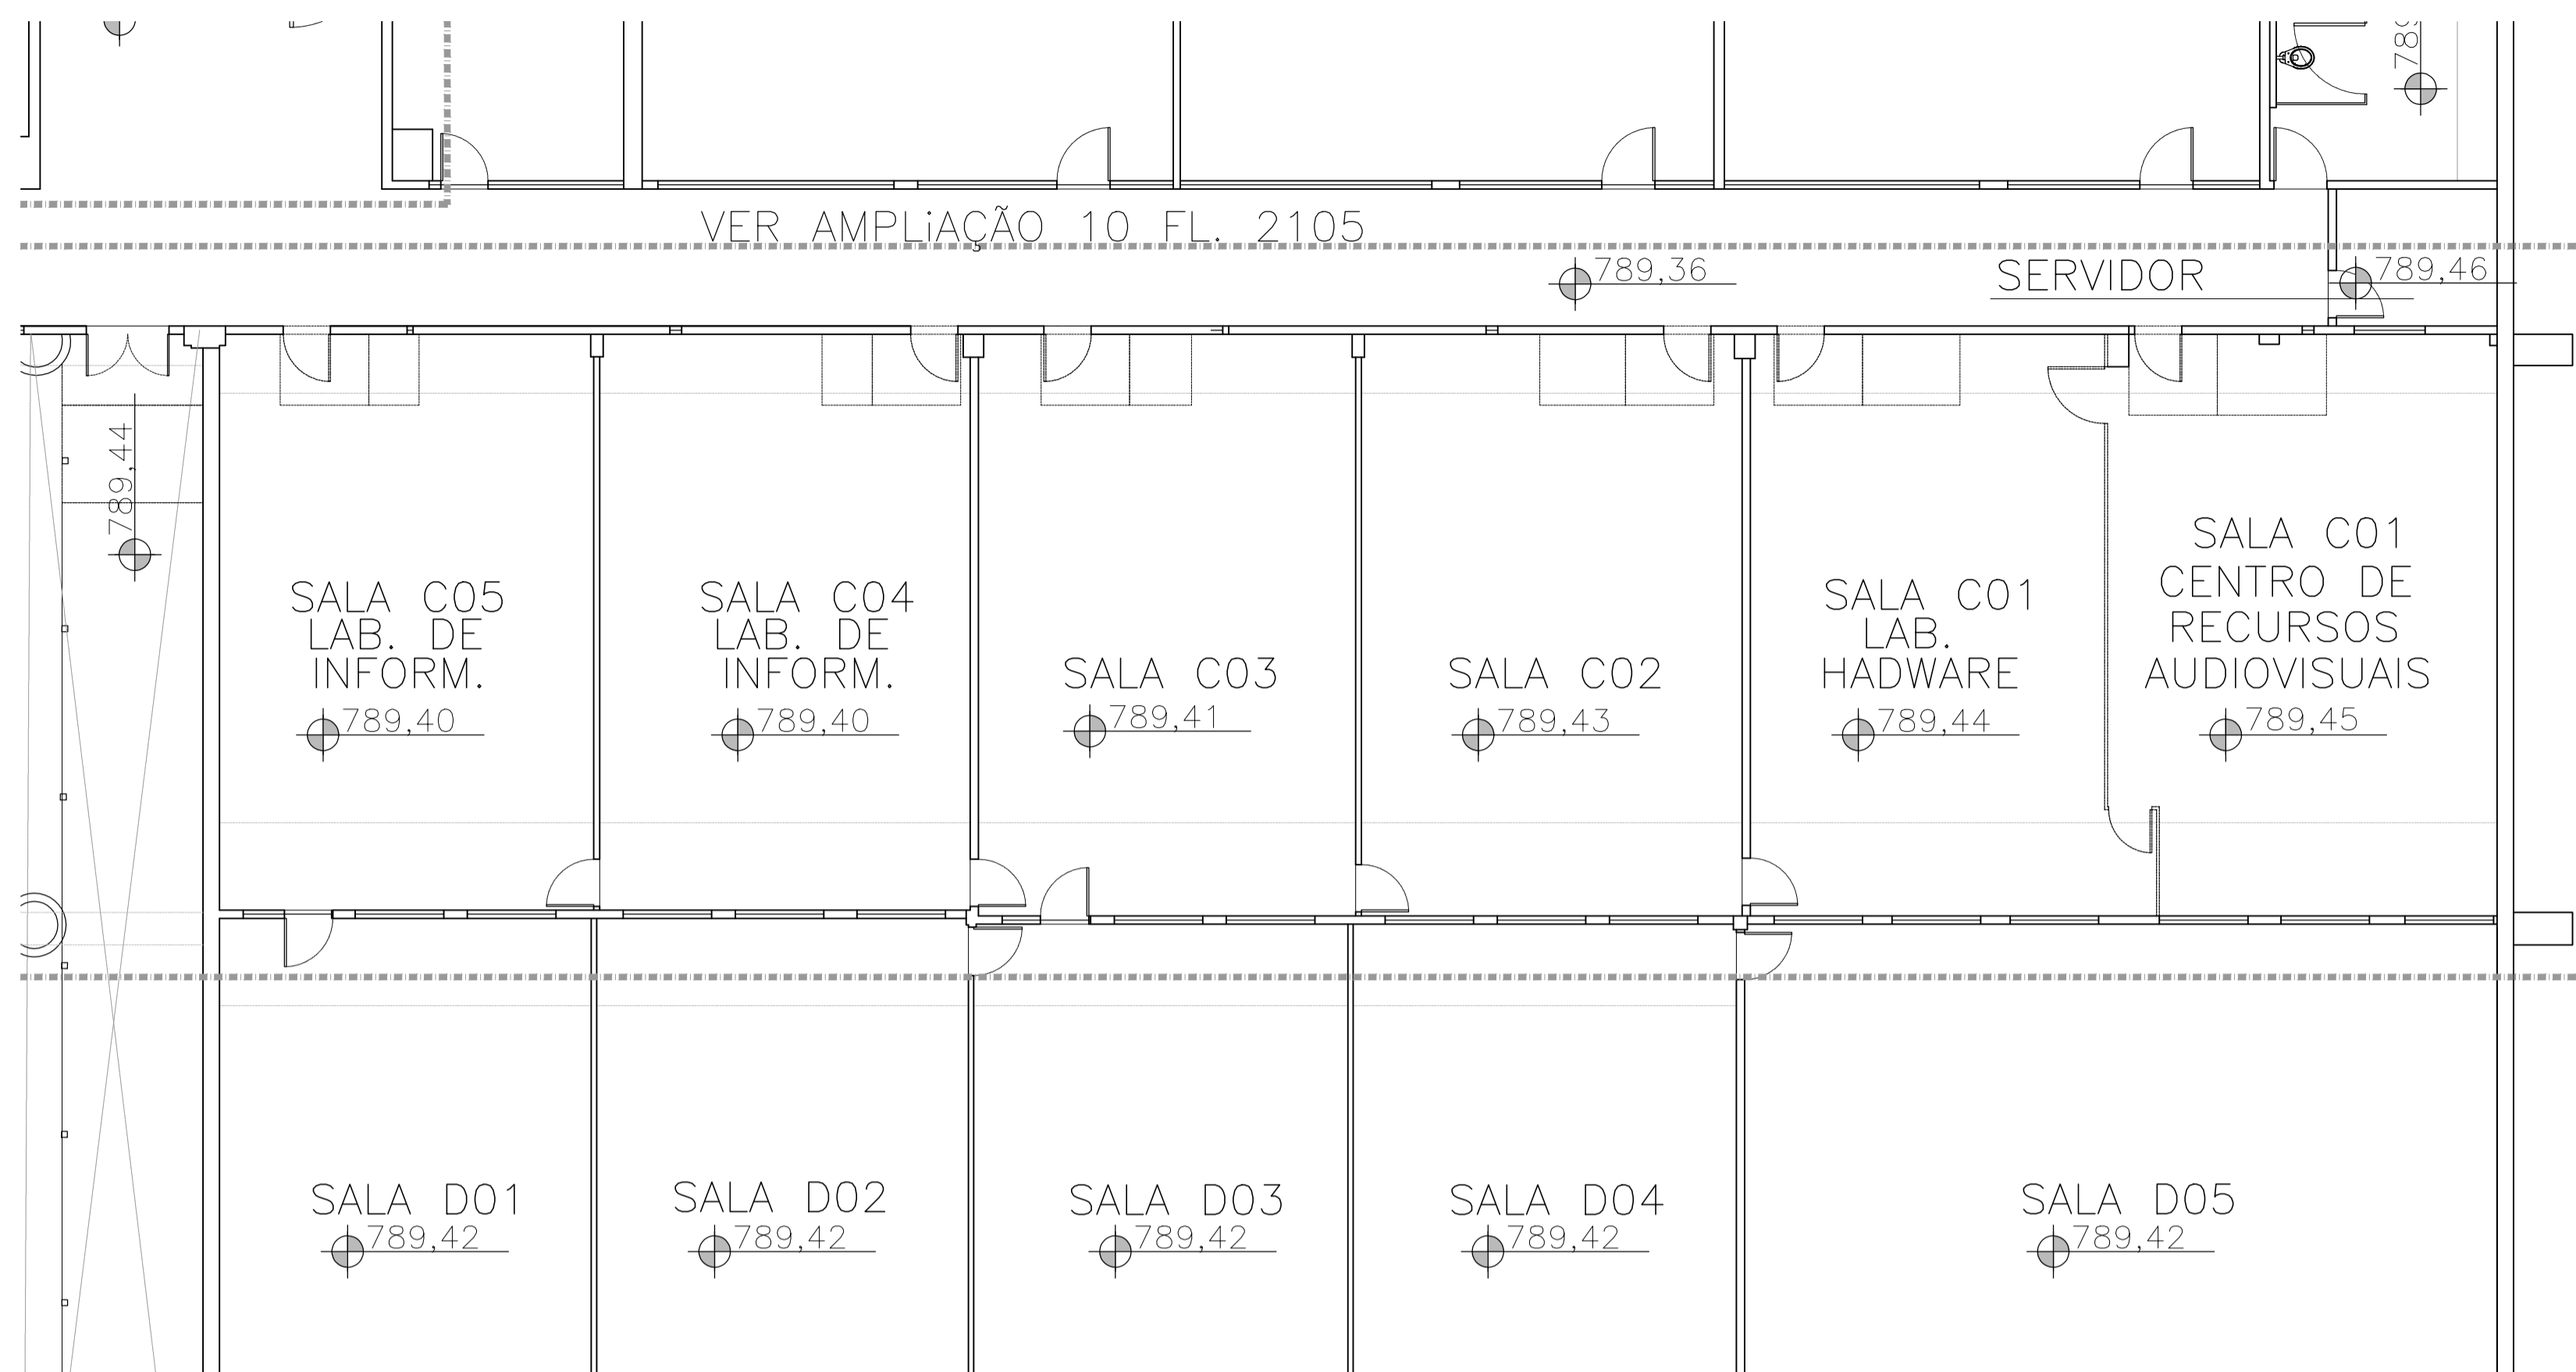 VER AMPLiAÇÃO 10 FL. 2105
789,36
SERVIDOR
789,46
789,44
SALA C05
LAB. DE
INFORM.
789,40
SALA C04
LAB. DE
INFORM.
789,40
SALA C03
789,41
SALA C02
789,43
SALA C01
LAB.
HADWARE
789,44
SALA C01
CENTRO DE
RECURSOS
AUDIOVISUAIS
789,45
SALA D01
789,42
SALA D02
789,42
SALA D03
789,42
SALA D04
789,42
SALA D05
789,42